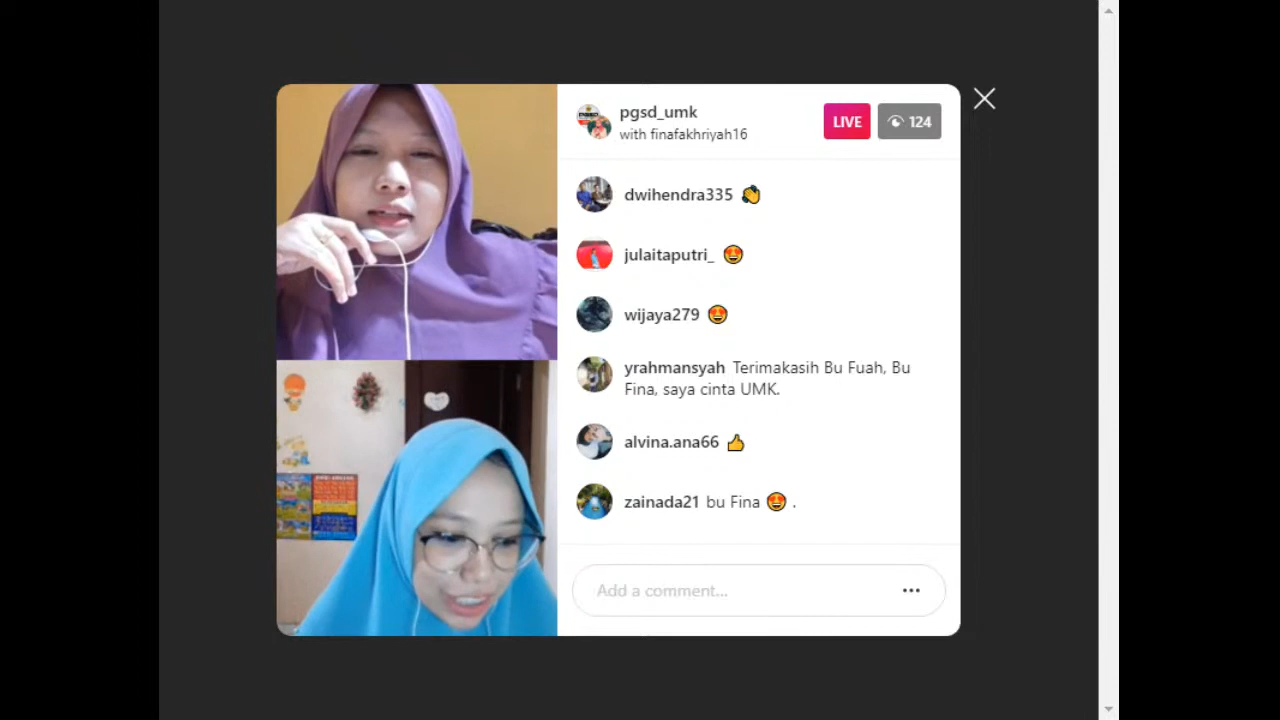 pgsd_umk
with finafakhriyah16
LIVE
124
dwihendra335 👏
julaitaputri_ 😍
wijaya279 😍
yrahmansyah Terimakasih Bu Fuah, Bu
Fina, saya cinta UMK.
alvina.ana66 👍
zainada21 bu Fina 😍 .
Add a comment...